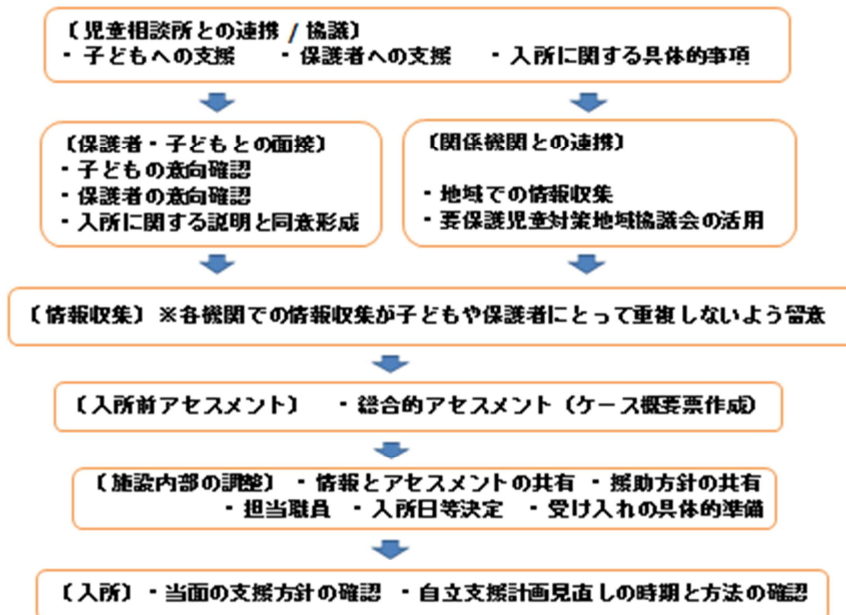 〔児童相談所との連携 / 協議〕
・子どもへの支援　・保護者への支援　・入所に関する具体的事項
〔保護者・子どもとの面接〕
・子どもの意向確認
・保護者の意向確認
・入所に関する説明と同意形成
〔関係機関との連携〕
・地域での情報収集
・要保護児童対策地域協議会の活用
〔情報収集〕※各機関での情報収集が子どもや保護者にとって重複しないよう留意
〔入所前アセスメント〕　・総合的アセスメント（ケース概要票作成）
〔施設内部の調整〕・情報とアセスメントの共有 ・援助方針の共有
・担当職員　・入所日等決定　・受け入れの具体的準備
〔入所〕・当面の支援方針の確認　・自立支援計画見直しの時期と方法の確認